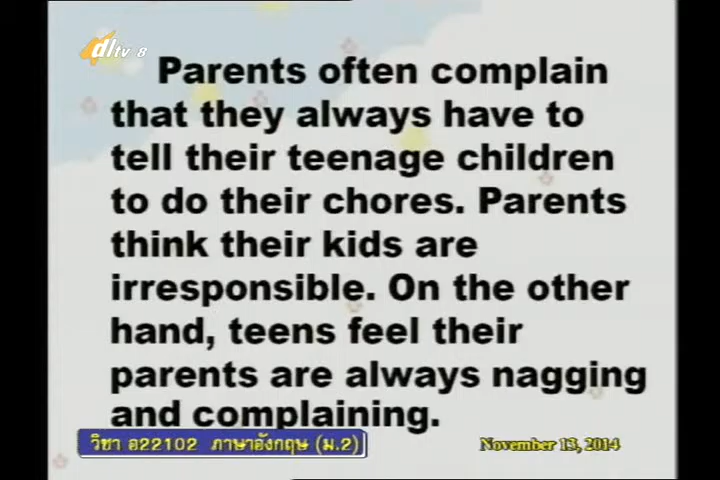 dltv 8
Parents often complain
that they always have to
tell their teenage children
to do their chores. Parents
think their kids are
irresponsible. On the other
hand, teens feel their
parents are always nagging
and complaining.
วิชา อ22102 ภาษาอังกฤษ (ม.2)
November 13, 2014